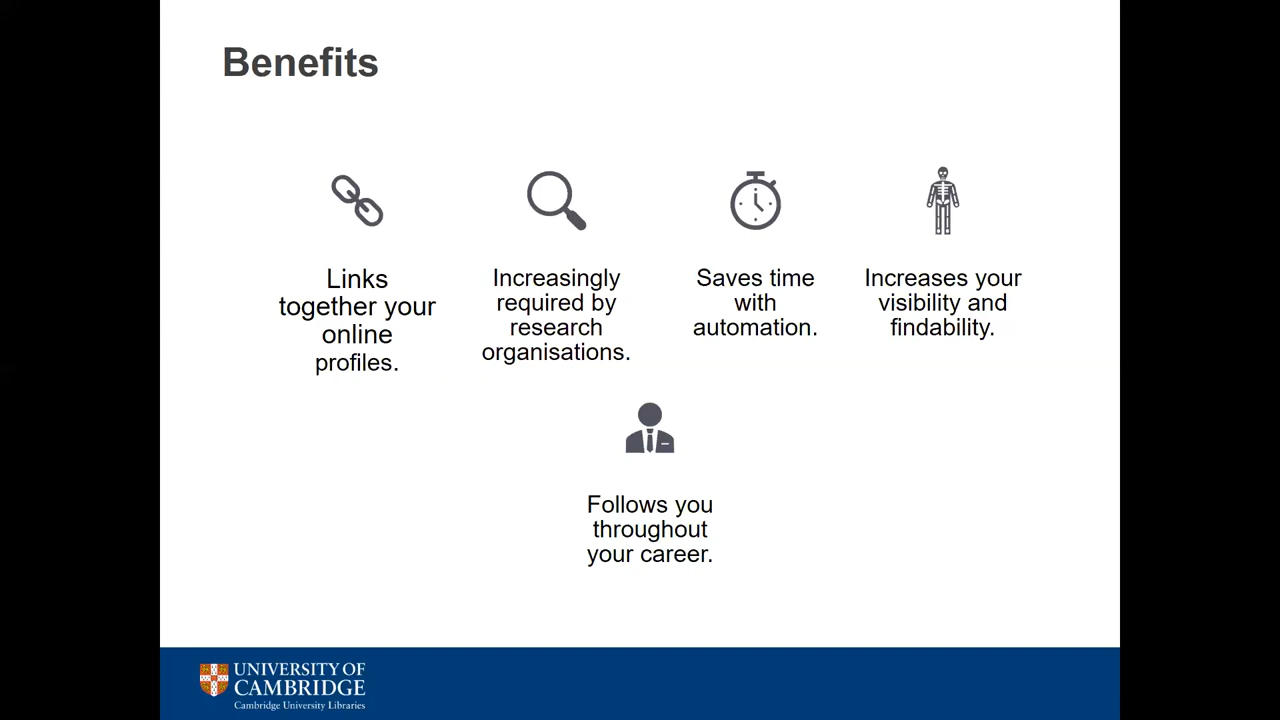 Benefits
Links
together your
online
profiles.
Increasingly
required by
research
organisations.
Saves time
with
automation.
Increases your
visibility and
findability.
Follows you
throughout
your career.
UNIVERSITY OF
CAMBRIDGE
Cambridge University Libraries